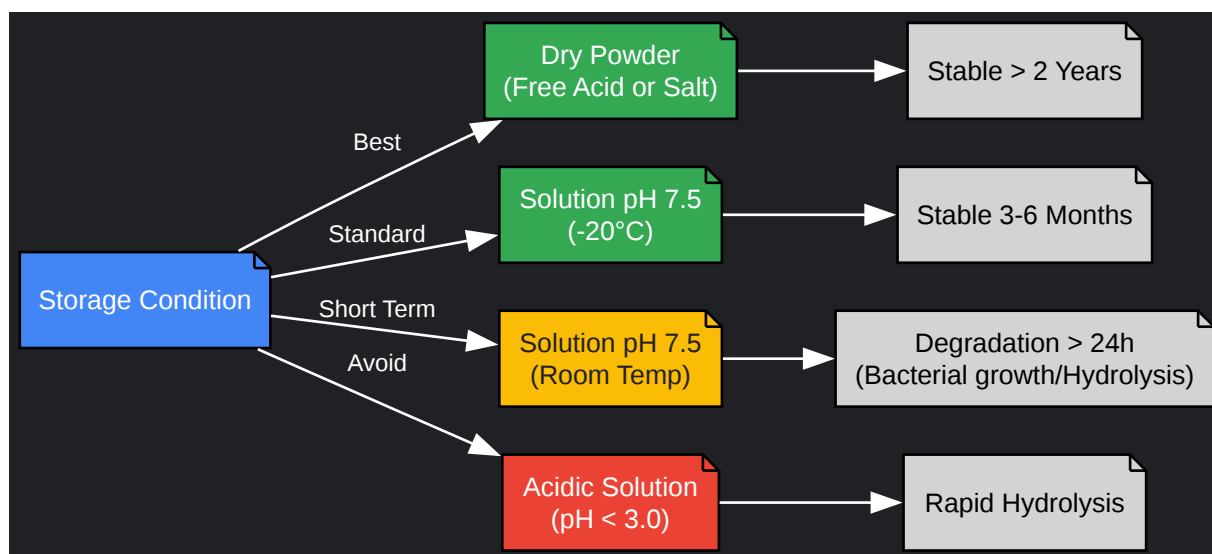 Storage Condition
Best
Dry Powder
(Free Acid or Salt)
Stable > 2 Years
Standard
Solution pH 7.5
(-20°C)
Stable 3-6 Months
Short Term
Solution pH 7.5
(Room Temp)
Degradation > 24h
(Bacterial growth/Hydrolysis)
Avoid
Acidic Solution
(pH < 3.0)
Rapid Hydrolysis